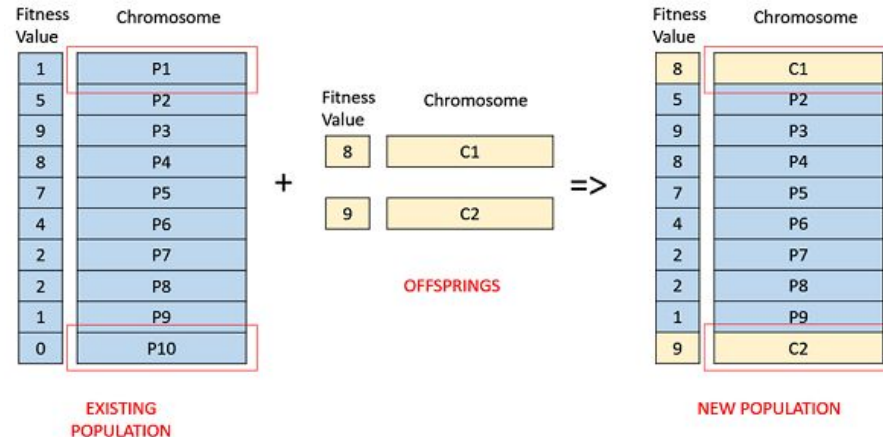 Fitness
Value
Chromosome
1 P1
5 P2
9 P3
8 P4
7 P5
4 P6
2 P7
2 P8
1 P9
0 P10
EXISTING
POPULATION
+
Fitness
Value
Chromosome
8 C1
9 C2
OFFSPRINGS
=>
Fitness
Value
Chromosome
8 C1
5 P2
9 P3
8 P4
7 P5
4 P6
2 P7
2 P8
1 P9
9 C2
NEW POPULATION